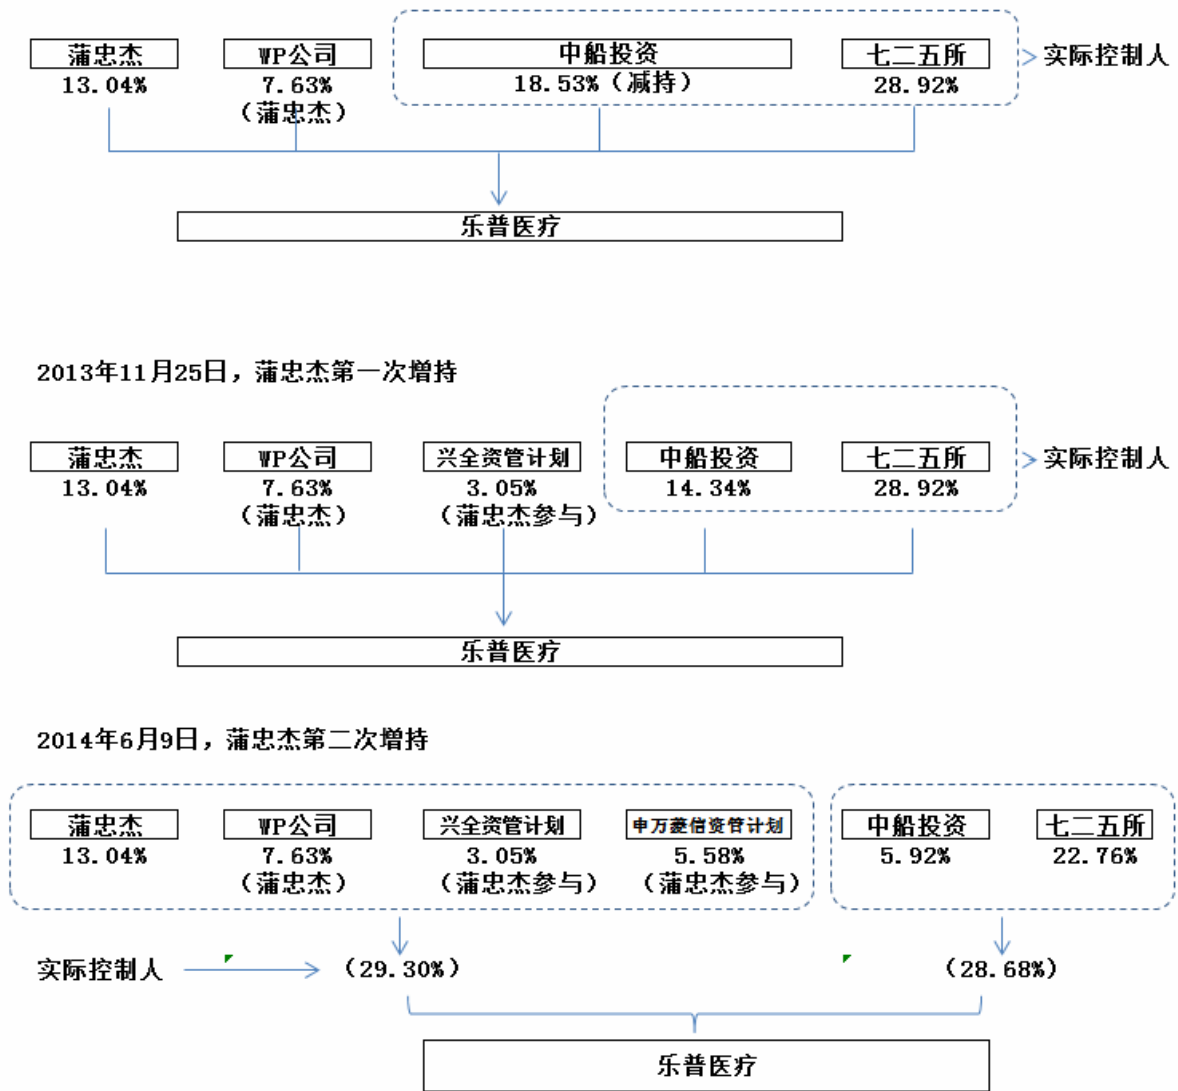 蒲忠杰 WP公司 中船投资 七二五所 实际控制人
13.04% 7.63% 18.53%（减持） 28.92%
（蒲忠杰）
乐普医疗
2013年11月25日，蒲忠杰第一次增持
蒲忠杰 WP公司 兴全资管计划 中船投资 七二五所 实际控制人
13.04% 7.63% 3.05% 14.34% 28.92%
（蒲忠杰） （蒲忠杰参与）
乐普医疗
2014年6月9日，蒲忠杰第二次增持
蒲忠杰 WP公司 兴全资管计划 申万菱信资管计划 中船投资 七二五所
13.04% 7.63% 3.05% 5.58% 5.92% 22.76%
（蒲忠杰） （蒲忠杰参与） （蒲忠杰参与）
实际控制人 （29.30%） （28.68%）
乐普医疗